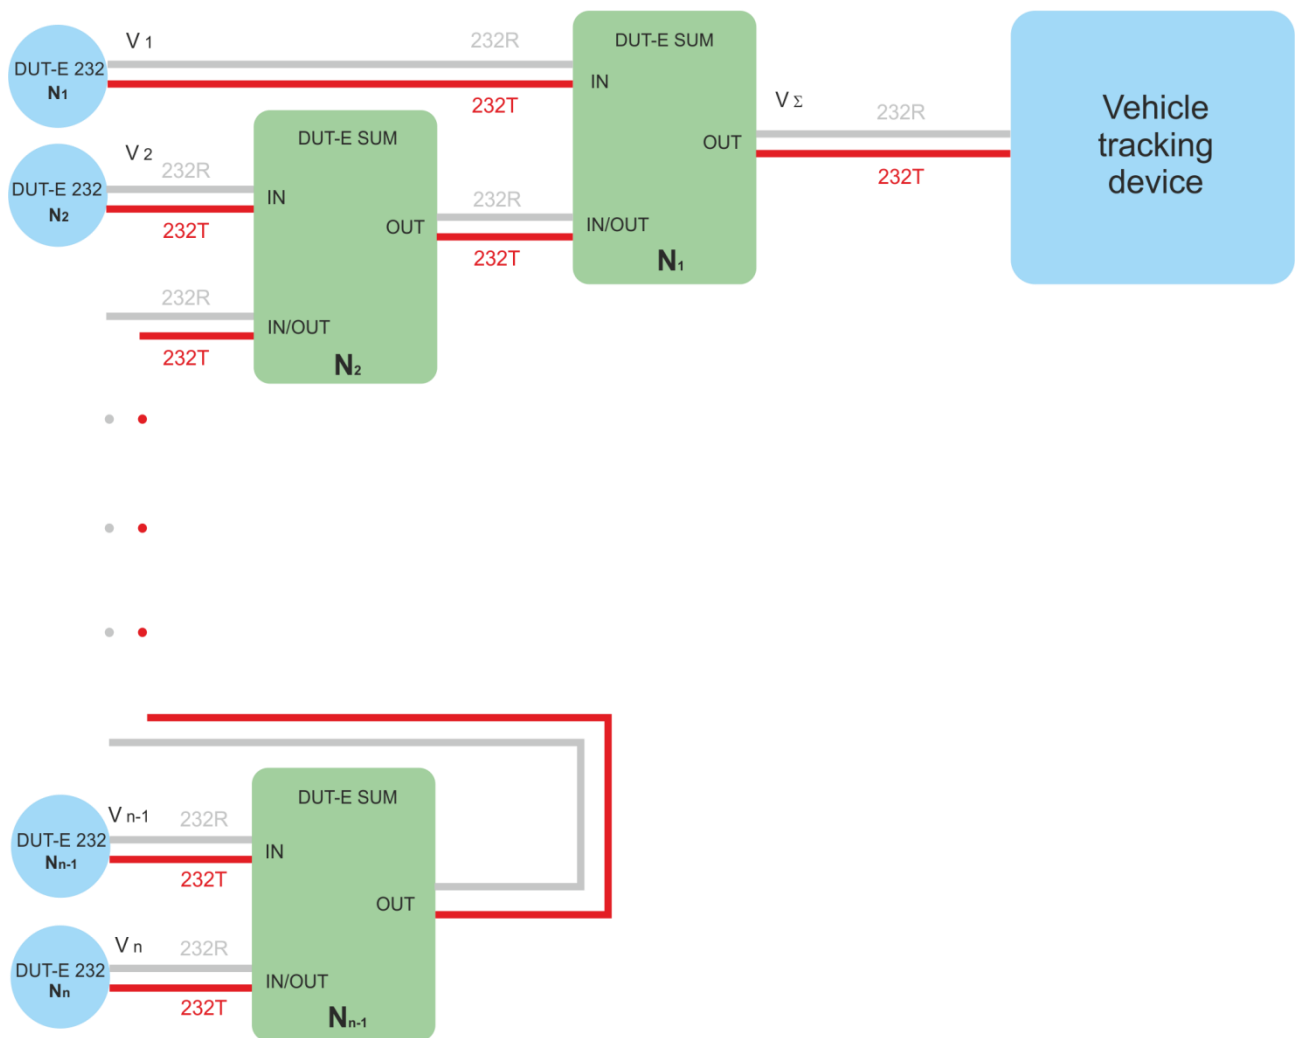 V 1
232R
DUT-E SUM
DUT-E 232
N1
IN
232T
V Σ
232R
Vehicle
tracking
device
OUT
232T
V 2
232R
DUT-E SUM
DUT-E 232
N2
IN
232T
OUT
232R
232T
IN/OUT
N1
232R
IN/OUT
232T
N2
V n-1
232R
DUT-E SUM
DUT-E 232
Nn-1
IN
232T
OUT
V n
232R
DUT-E 232
Nn
IN/OUT
232T
Nn-1